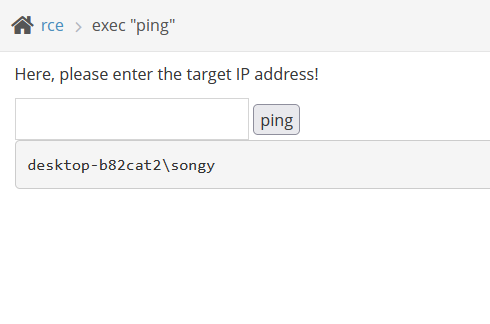 rce > exec "ping"
Here, please enter the target IP address!
ping
desktop-b82cat2\songy